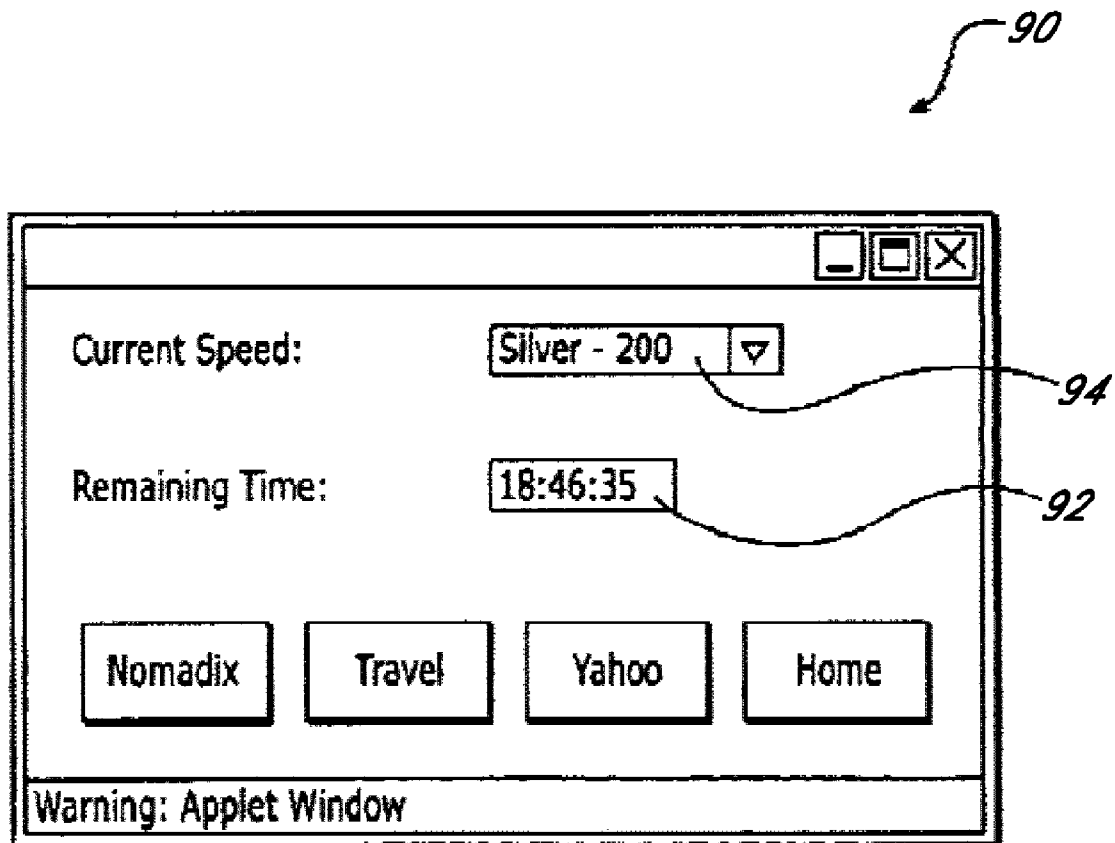 90
Current Speed: Silver - 200
94
Remaining Time: 18:46:35
92
Nomadix Travel Yahoo Home
Warning: Applet Window